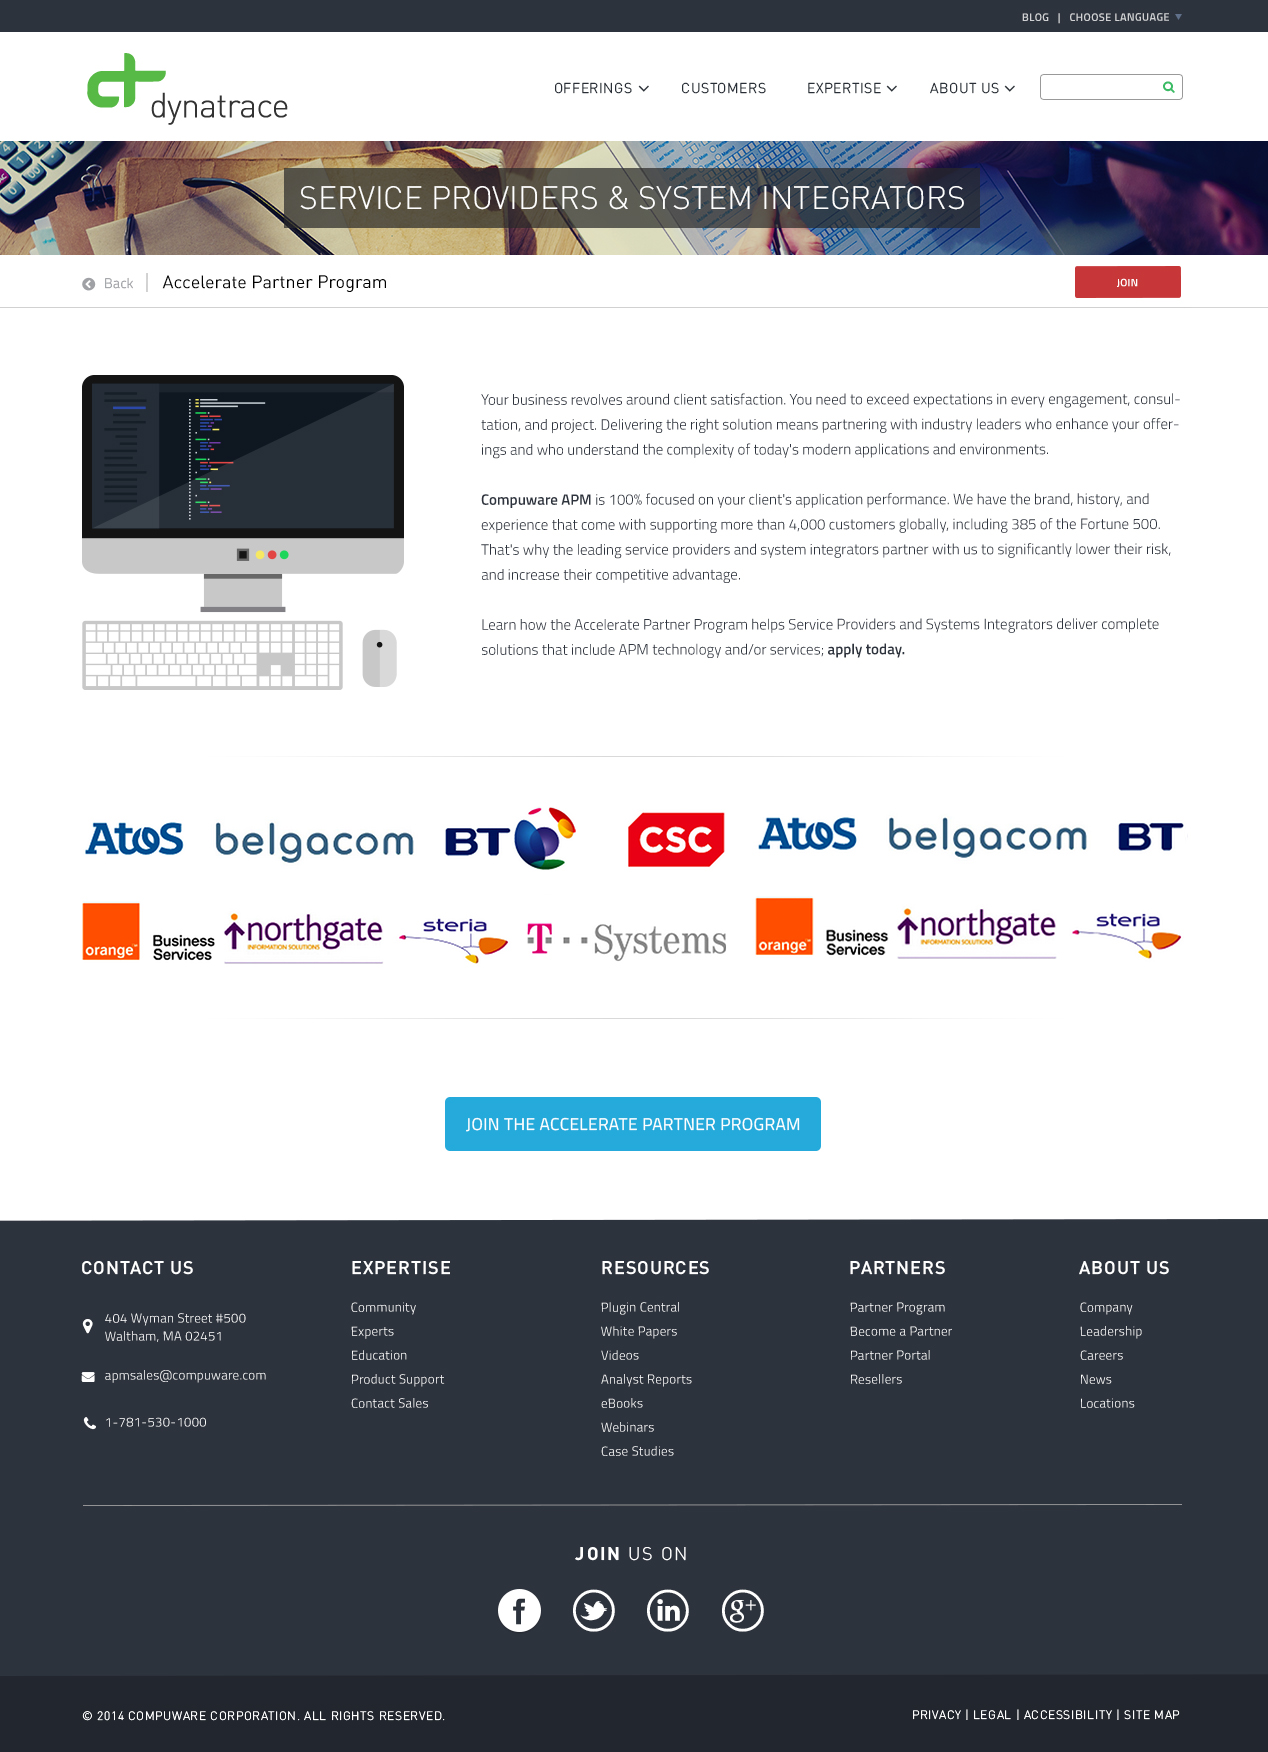 BLOG | CHOOSE LANGUAGE
dynatrace
OFFERINGS
CUSTOMERS
EXPERTISE
ABOUT US
SERVICE PROVIDERS & SYSTEM INTEGRATORS
Back | Accelerate Partner Program
JOIN
Your business revolves around client satisfaction. You need to exceed expectations in every engagement, consul-
tation, and project. Delivering the right solution means partnering with industry leaders who enhance your offer-
ings and who understand the complexity of today's modern applications and environments.
Compuware APM is 100% focused on your client's application performance. We have the brand, history, and
experience that come with supporting more than 4,000 customers globally, including 385 of the Fortune 500.
That's why the leading service providers and system integrators partner with us to significantly lower their risk,
and increase their competitive advantage.
Learn how the Accelerate Partner Program helps Service Providers and Systems Integrators deliver complete
solutions that include APM technology and/or services; apply today.
Atos
belgacom
BT
CSC
Atos
belgacom
BT
orange™
Business
Services
northgate
INFORMATION SOLUTIONS
steria
T··Systems
orange™
Business
Services
northgate
INFORMATION SOLUTIONS
steria
JOIN THE ACCELERATE PARTNER PROGRAM
CONTACT US
404 Wyman Street #500
Waltham, MA 02451
apmsales@compuware.com
1-781-530-1000
EXPERTISE
Community
Experts
Education
Product Support
Contact Sales
RESOURCES
Plugin Central
White Papers
Videos
Analyst Reports
eBooks
Webinars
Case Studies
PARTNERS
Partner Program
Become a Partner
Partner Portal
Resellers
ABOUT US
Company
Leadership
Careers
News
Locations
JOIN US ON
f
in
g+
© 2014 COMPUWARE CORPORATION. ALL RIGHTS RESERVED.
PRIVACY | LEGAL | ACCESSIBILITY | SITE MAP